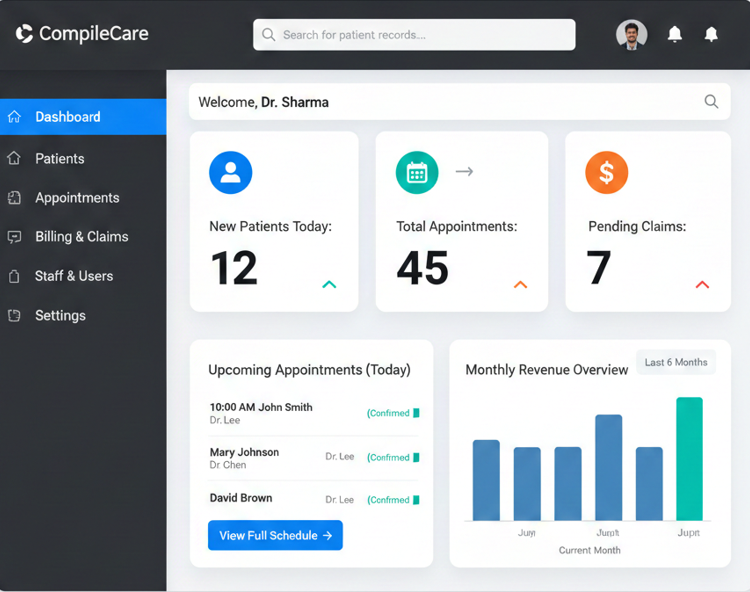 CompileCare
Search for patient records....
Dashboard
Patients
Appointments
Billing & Claims
Staff & Users
Settings
Welcome, Dr. Sharma
New Patients Today:
12
Total Appointments:
45
Pending Claims:
7
Upcoming Appointments (Today)
10:00 AM John Smith
Dr. Lee
(Confirmed
Mary Johnson
Dr. Chen
Dr. Lee
(Confirmed
David Brown
Dr. Lee
(Confirmed
View Full Schedule →
Monthly Revenue Overview
Last 6 Months
Current Month